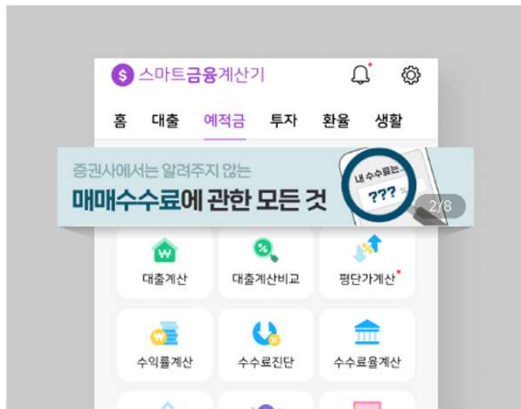 스마트금융계산기
홈 대출 예적금 투자 환율 생활
증권사에서는 알려주지 않는
매매수수료에 관한 모든 것
내 수수료는..
???
2/8
대출계산 대출계산비교 평단가계산
수익률계산 수수료진단 수수료율계산